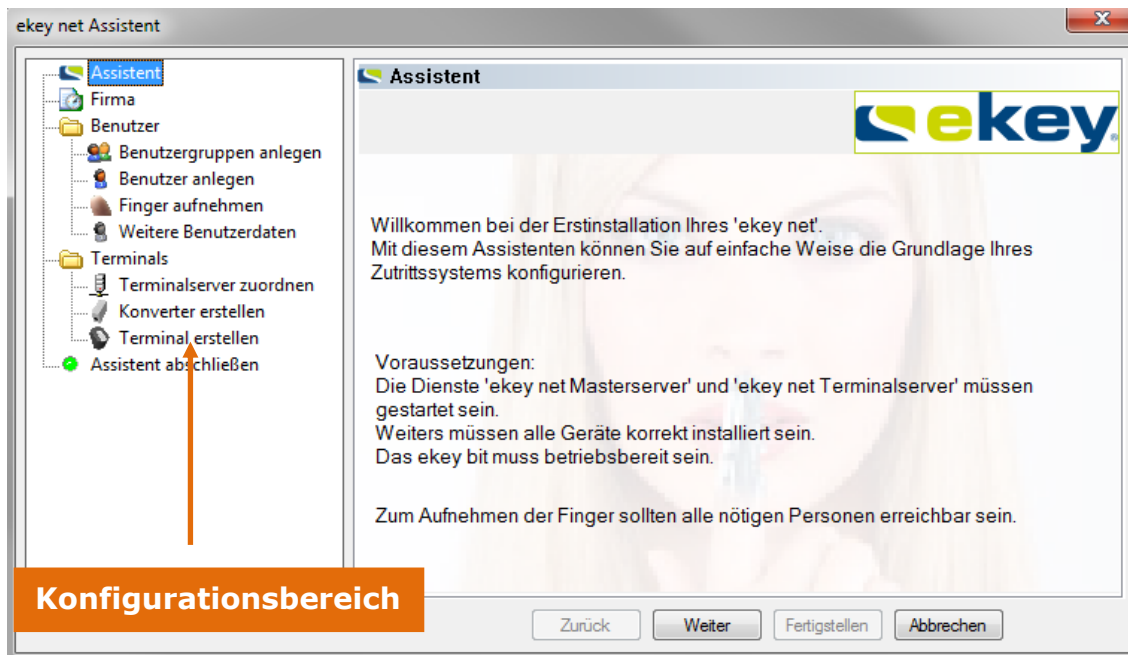 ekey net Assistent
Assistent
Firma
Benutzer
Benutzergruppen anlegen
Benutzer anlegen
Finger aufnehmen
Weitere Benutzerdaten
Terminals
Terminalserver zuordnen
Konverter erstellen
Terminal erstellen
Assistent abschließen
Konfigurationsbereich
Assistent
ekey
Willkommen bei der Erstinstallation Ihres 'ekey net'.
Mit diesem Assistenten können Sie auf einfache Weise die Grundlage Ihres
Zutrittssystems konfigurieren.
Voraussetzungen:
Die Dienste 'ekey net Masterserver' und 'ekey net Terminalserver' müssen
gestartet sein.
Weiters müssen alle Geräte korrekt installiert sein.
Das ekey bit muss betriebsbereit sein.
Zum Aufnehmen der Finger sollten alle nötigen Personen erreichbar sein.
Zurück Weiter Fertigstellen Abbrechen